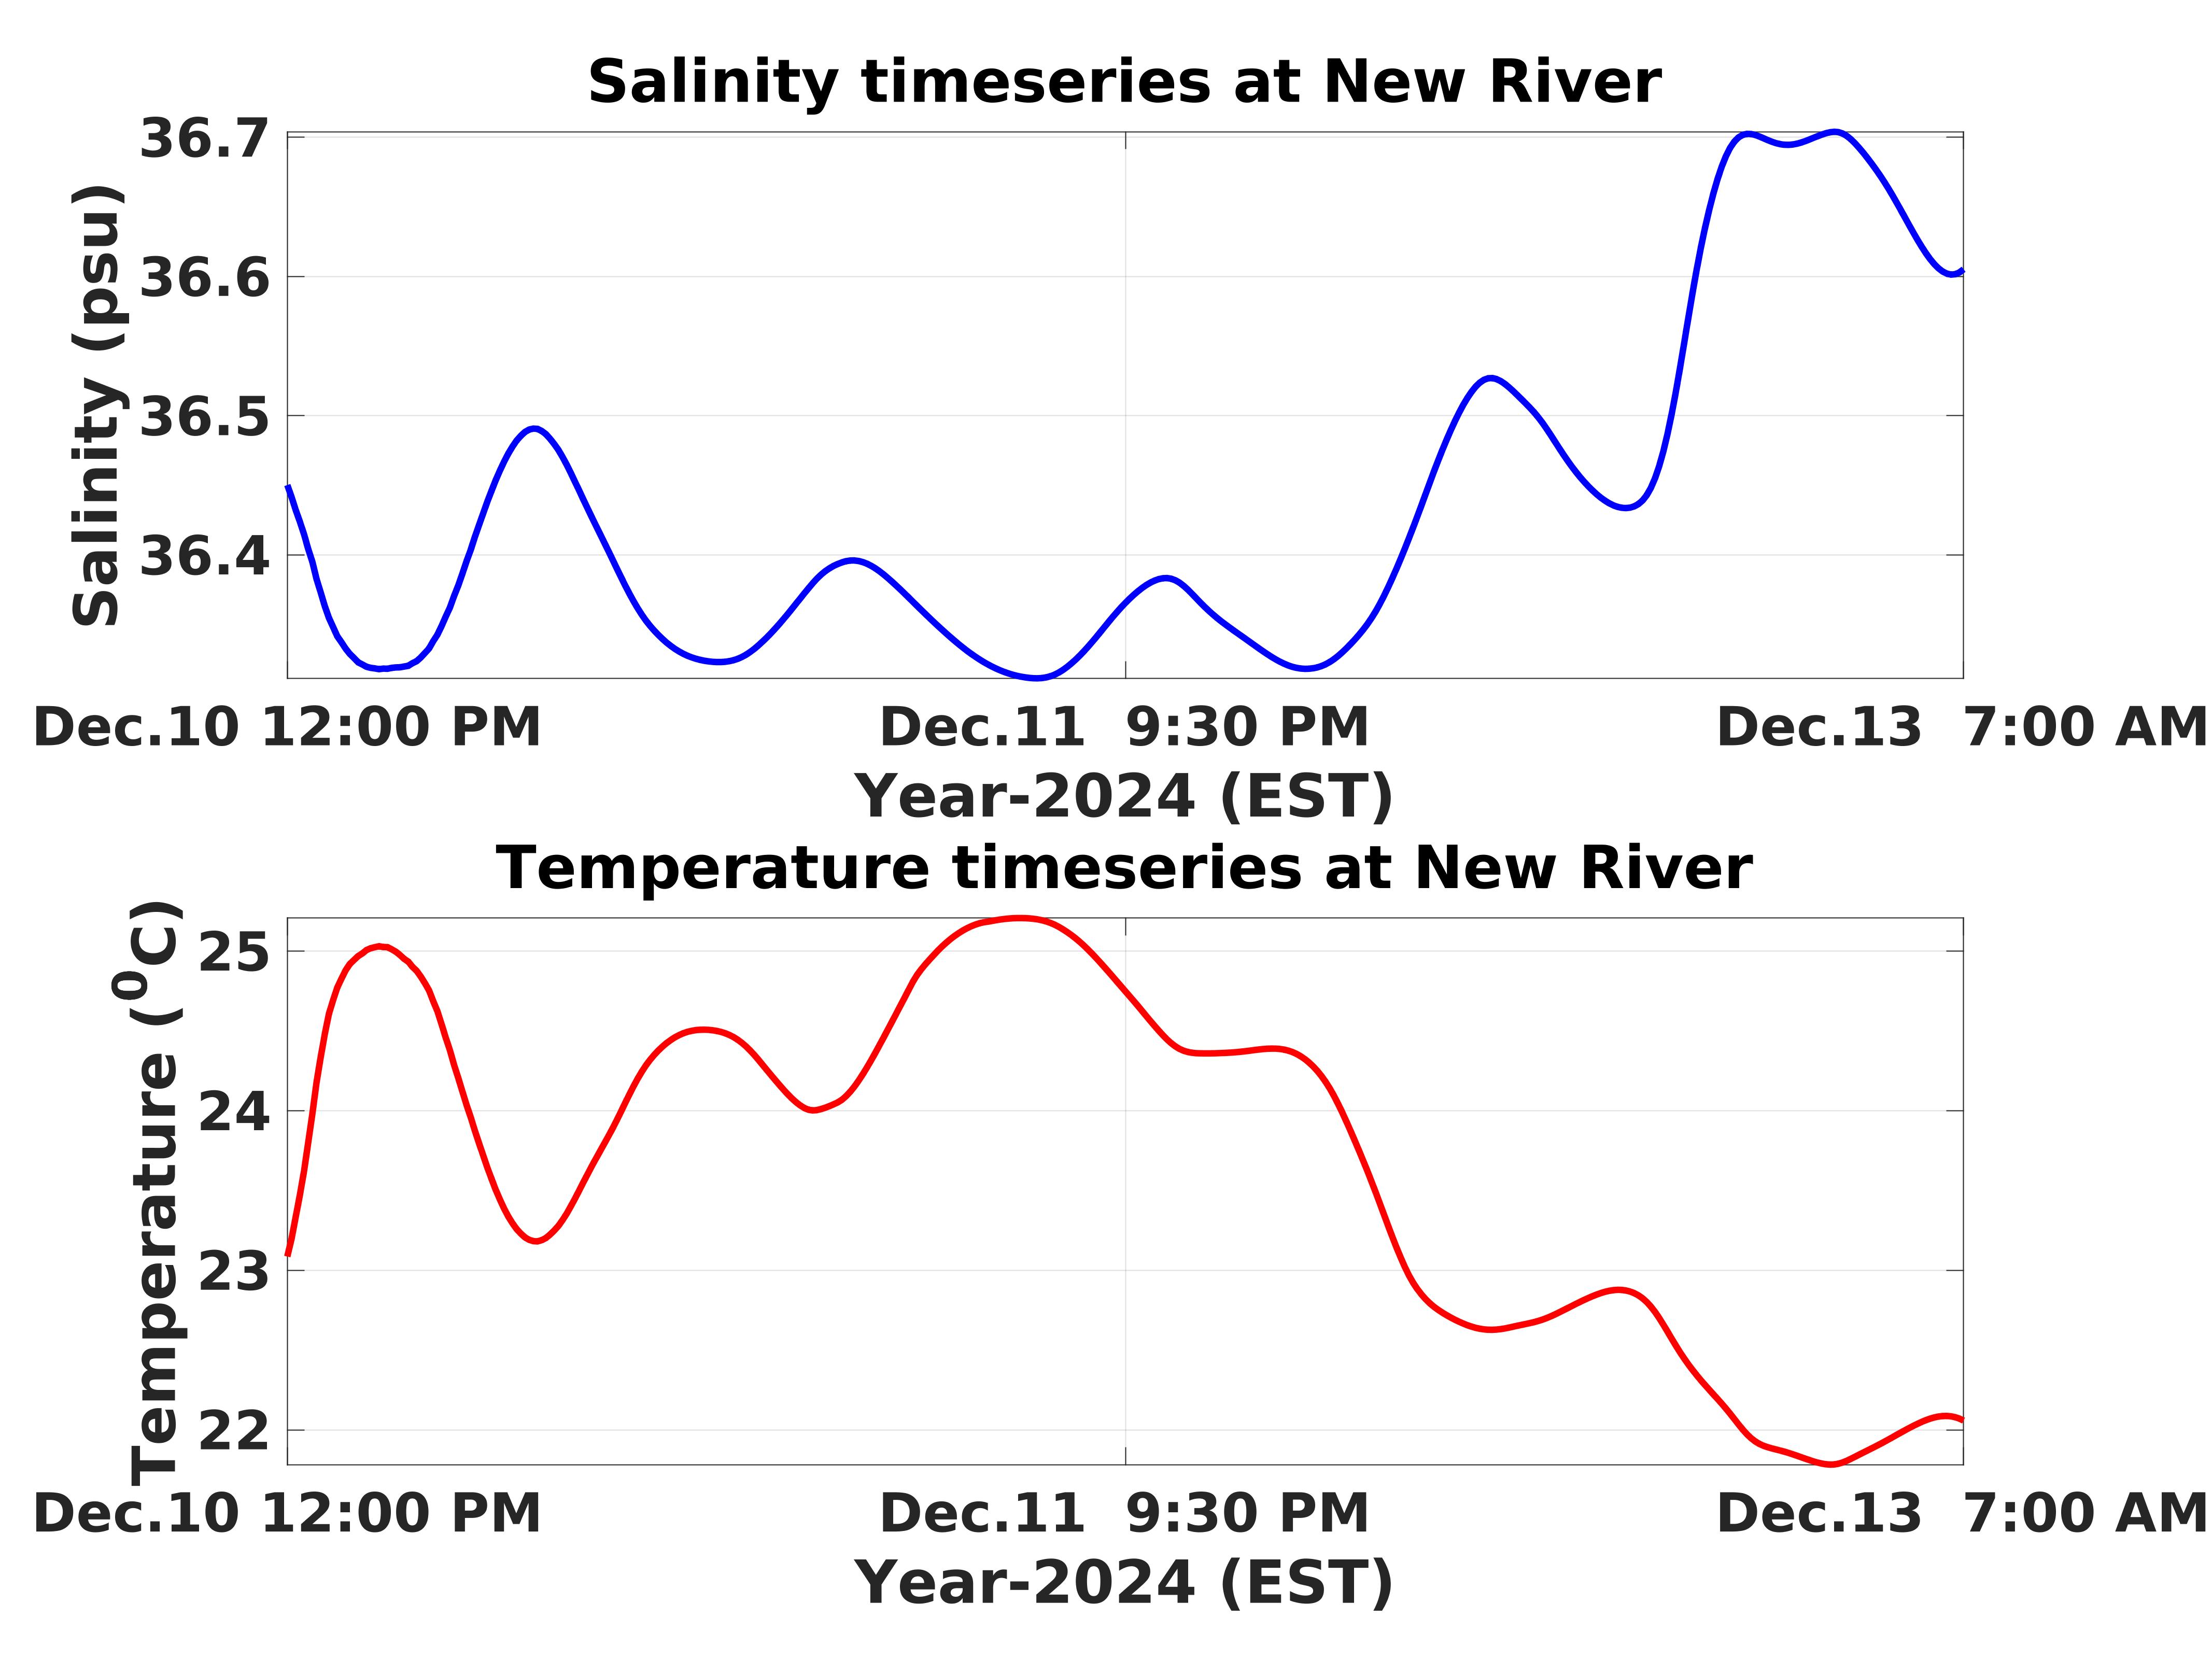 Salinity timeseries at New River
Salinity (psu)
36.7
36.6
36.5
36.4
Dec.10 12:00 PM Dec.11 9:30 PM Dec.13 7:00 AM
Year-2024 (EST)
Temperature timeseries at New River
Temperature (⁰C)
25
24
23
22
Dec.10 12:00 PM Dec.11 9:30 PM Dec.13 7:00 AM
Year-2024 (EST)